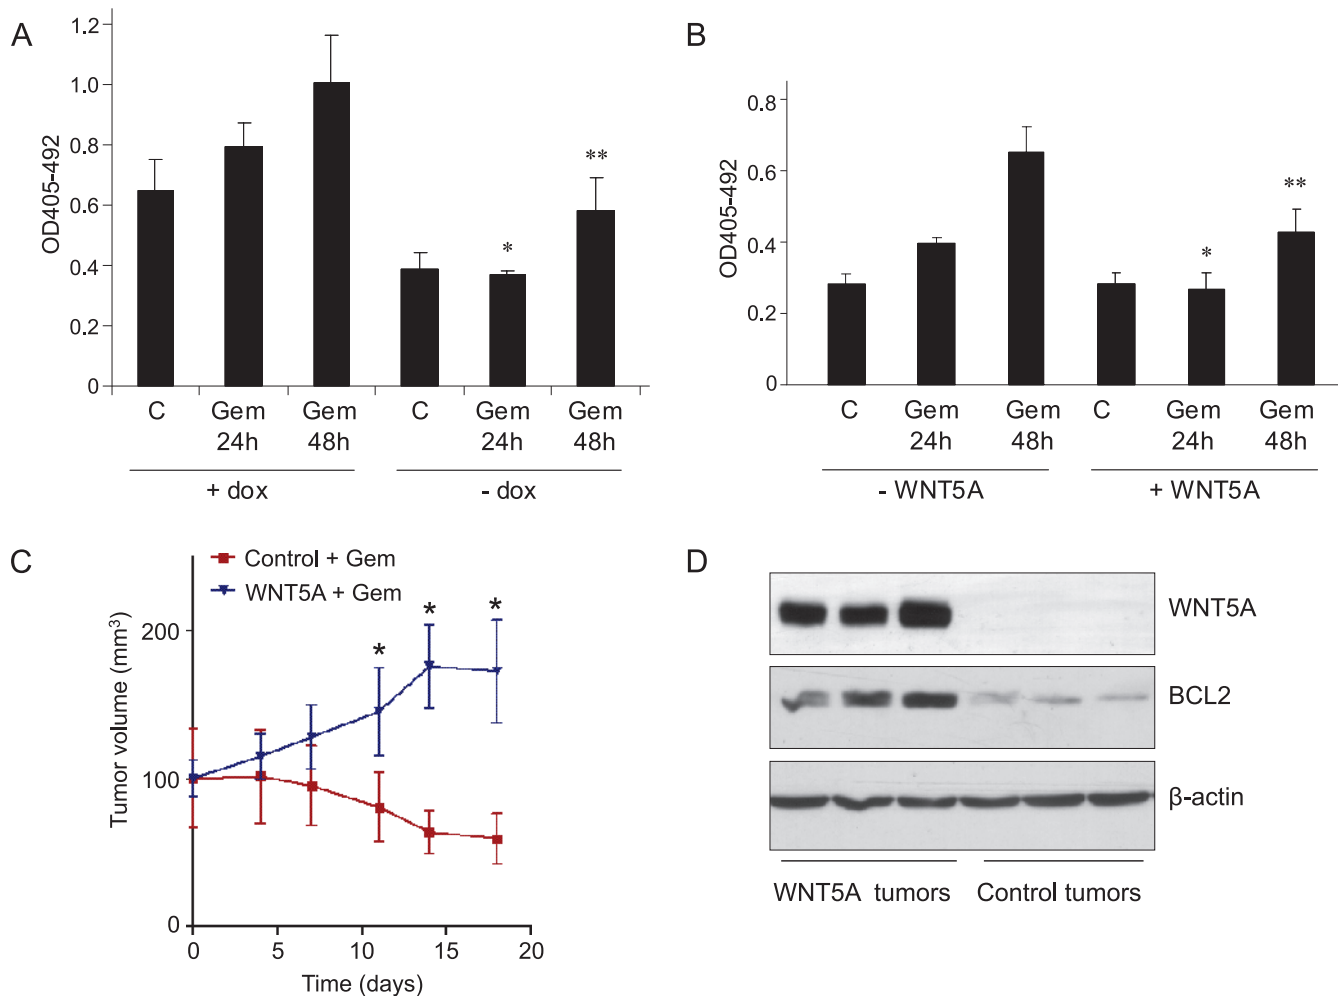 A
1.2
1.0
0.8
0.6
0.4
0.2
0
OD405-492
* **
C Gem Gem C Gem Gem
24h 48h 24h 48h
+ dox - dox
B
0.8
0.6
0.4
0.2
0
OD405-492
* **
C Gem Gem C Gem Gem
24h 48h 24h 48h
- WNT5A + WNT5A
C
Control + Gem
WNT5A + Gem
* * *
200
100
0
Tumor volume (mm³)
0 5 10 15 20
Time (days)
D
WNT5A
BCL2
β-actin
WNT5A tumors Control tumors